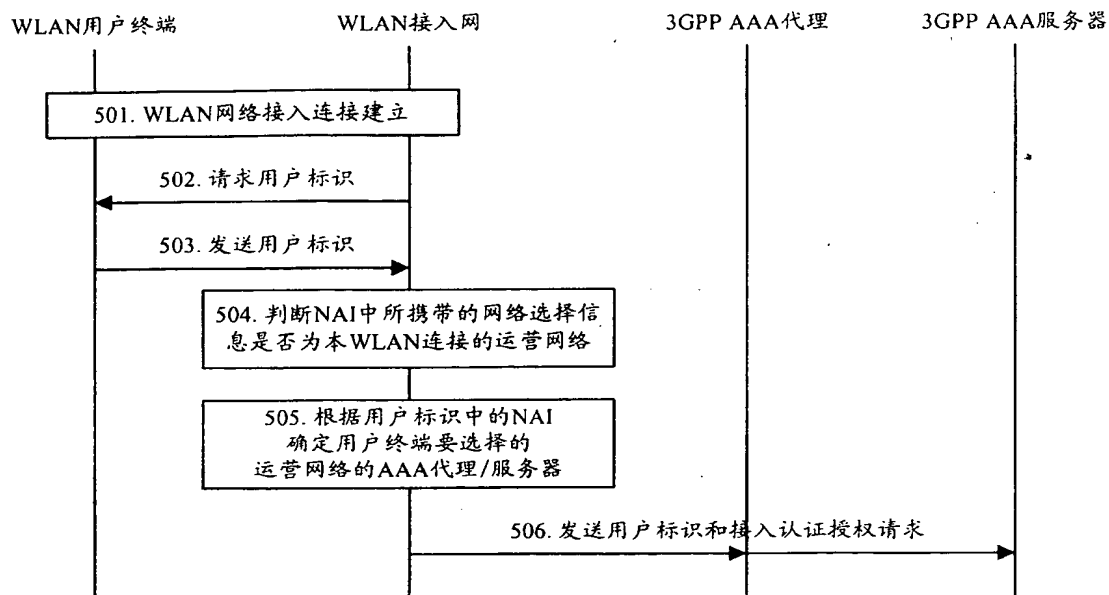 WLAN用户终端
WLAN接入网
3GPP AAA代理
3GPP AAA服务器
501. WLAN网络接入连接建立
502. 请求用户标识
503. 发送用户标识
504. 判断NAI中所携带的网络选择信
息是否为本WLAN连接的运营网络
505. 根据用户标识中的NAI
确定用户终端要选择的
运营网络的AAA代理/服务器
506. 发送用户标识和接入认证授权请求